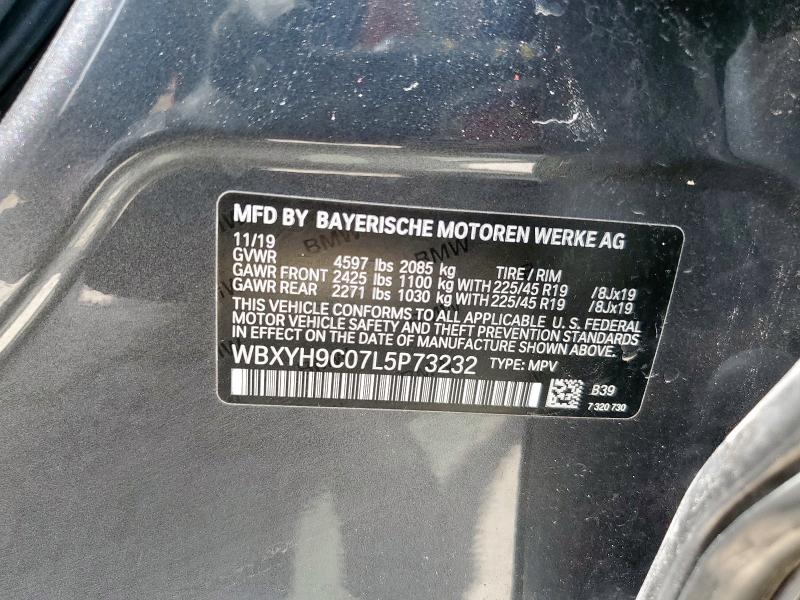 MFD BY BAYERISCHE MOTOREN WERKE AG
11/19
GVWR 4597 lbs 2085 kg TIRE / RIM
GAWR FRONT 2425 lbs 1100 kg WITH 225/45 R19 /8Jx19
GAWR REAR 2271 lbs 1030 kg WITH 225/45 R19 /8Jx19
THIS VEHICLE CONFORMS TO ALL APPLICABLE U. S. FEDERAL
MOTOR VEHICLE SAFETY AND THEFT PREVENTION STANDARDS
IN EFFECT ON THE DATE OF MANUFACTURE SHOWN ABOVE.
WBXYH9C07L5P73232 TYPE: MPV
B39
7 320 730